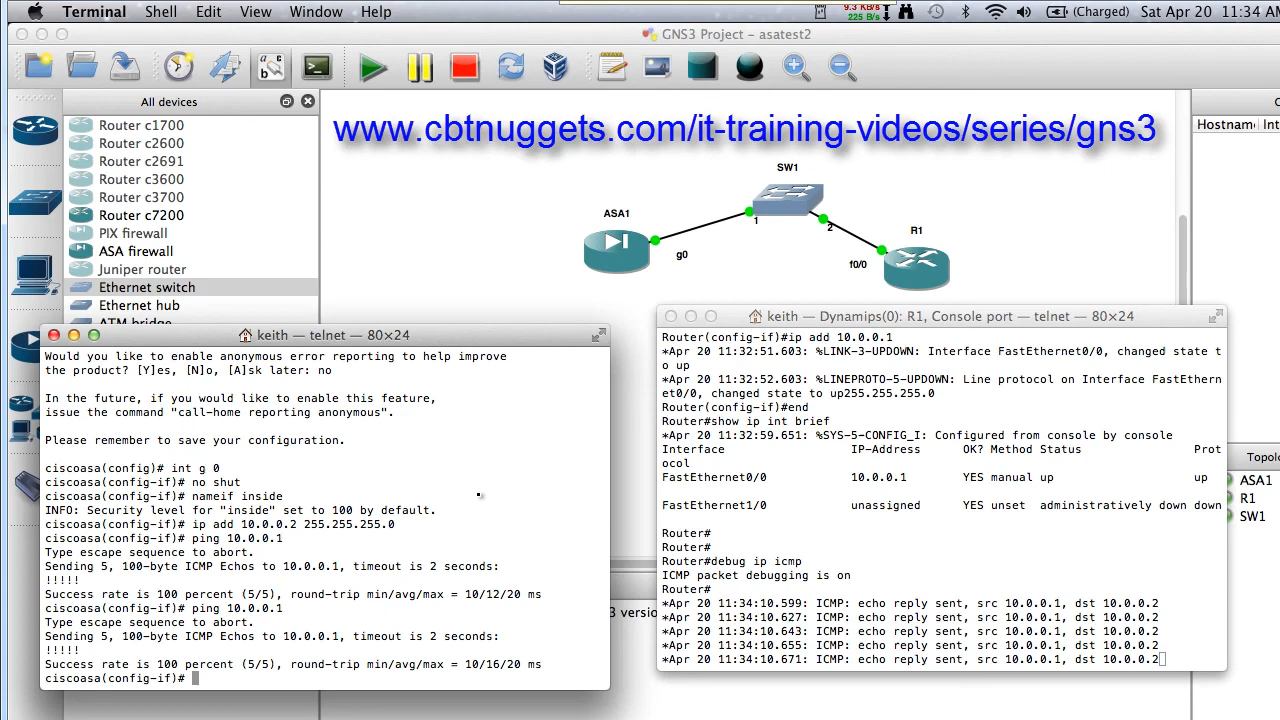 Terminal Shell Edit View Window Help
9.3 KB/s
225 B/s
(Charged) Sat Apr 20 11:34 AM
GNS3 Project – asatest2
All devices
Router c1700
Router c2600
Router c2691
Router c3600
Router c3700
Router c7200
PIX firewall
ASA firewall
Juniper router
Ethernet switch
Ethernet hub
ATM bridge
www.cbtnuggets.com/it-training-videos/series/gns3
SW1
ASA1
1
2
R1
g0
f0/0
Hostname Int
Topolo
ASA1
R1
SW1
3 versio
keith — telnet — 80×24
Would you like to enable anonymous error reporting to help improve
the product? [Y]es, [N]o, [A]sk later: no
In the future, if you would like to enable this feature,
issue the command "call-home reporting anonymous".
Please remember to save your configuration.
ciscoasa(config)# int g 0
ciscoasa(config-if)# no shut
ciscoasa(config-if)# nameif inside
INFO: Security level for "inside" set to 100 by default.
ciscoasa(config-if)# ip add 10.0.0.2 255.255.255.0
ciscoasa(config-if)# ping 10.0.0.1
Type escape sequence to abort.
Sending 5, 100-byte ICMP Echos to 10.0.0.1, timeout is 2 seconds:
!!!!!
Success rate is 100 percent (5/5), round-trip min/avg/max = 10/12/20 ms
ciscoasa(config-if)# ping 10.0.0.1
Type escape sequence to abort.
Sending 5, 100-byte ICMP Echos to 10.0.0.1, timeout is 2 seconds:
!!!!!
Success rate is 100 percent (5/5), round-trip min/avg/max = 10/16/20 ms
ciscoasa(config-if)#
keith — Dynamips(0): R1, Console port — telnet — 80×24
Router(config-if)#ip add 10.0.0.1
*Apr 20 11:32:51.603: %LINK-3-UPDOWN: Interface FastEthernet0/0, changed state t
o up
*Apr 20 11:32:52.603: %LINEPROTO-5-UPDOWN: Line protocol on Interface FastEthern
et0/0, changed state to up255.255.255.0
Router(config-if)#end
Router#show ip int brief
*Apr 20 11:32:59.651: %SYS-5-CONFIG_I: Configured from console by console
Interface IP-Address OK? Method Status Prot
ocol
FastEthernet0/0 10.0.0.1 YES manual up up
FastEthernet1/0 unassigned YES unset administratively down down
Router#
Router#
Router#debug ip icmp
ICMP packet debugging is on
Router#
*Apr 20 11:34:10.599: ICMP: echo reply sent, src 10.0.0.1, dst 10.0.0.2
*Apr 20 11:34:10.627: ICMP: echo reply sent, src 10.0.0.1, dst 10.0.0.2
*Apr 20 11:34:10.643: ICMP: echo reply sent, src 10.0.0.1, dst 10.0.0.2
*Apr 20 11:34:10.655: ICMP: echo reply sent, src 10.0.0.1, dst 10.0.0.2
*Apr 20 11:34:10.671: ICMP: echo reply sent, src 10.0.0.1, dst 10.0.0.2